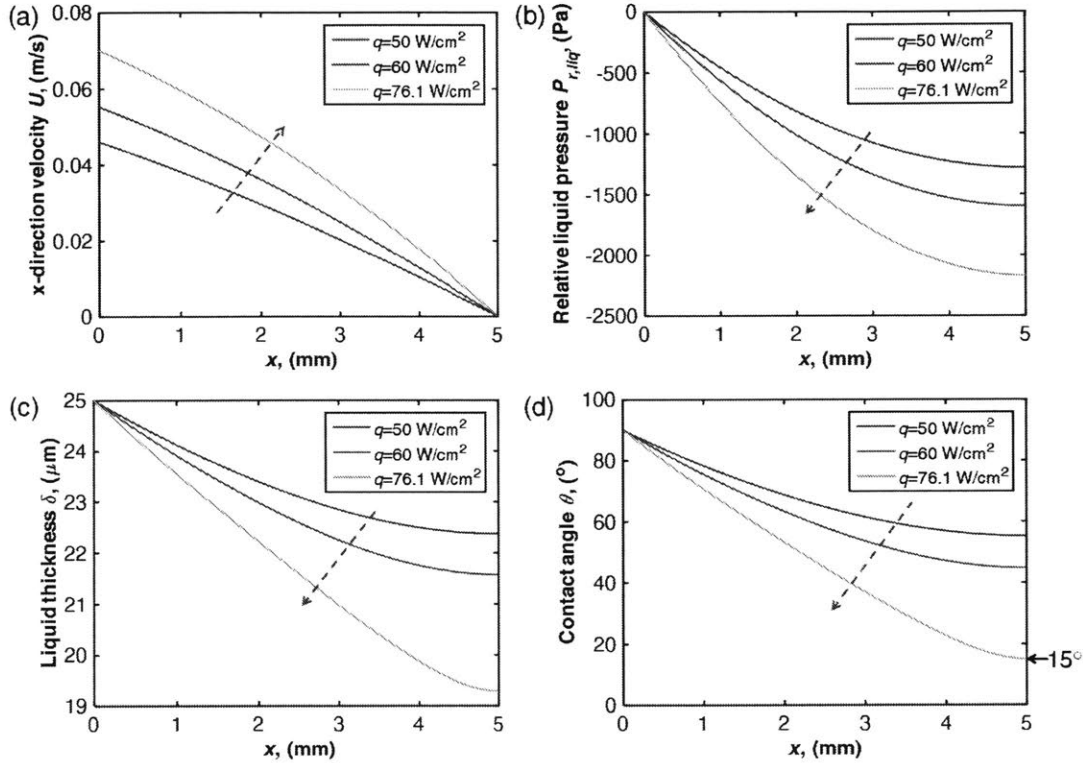 (a)
x-direction velocity U, (m/s)
0.08
0.06
0.04
0.02
0
q=50 W/cm²
q=60 W/cm²
q=76.1 W/cm²
0 1 2 3 4 5
x, (mm)
(b)
Relative liquid pressure P_r,liq, (Pa)
0
-500
-1000
-1500
-2000
-2500
q=50 W/cm²
q=60 W/cm²
q=76.1 W/cm²
0 1 2 3 4 5
x, (mm)
(c)
Liquid thickness δ, (μm)
25
24
23
22
21
20
19
q=50 W/cm²
q=60 W/cm²
q=76.1 W/cm²
0 1 2 3 4 5
x, (mm)
(d)
Contact angle θ, (°)
100
80
60
40
20
0
q=50 W/cm²
q=60 W/cm²
q=76.1 W/cm²
15°
0 1 2 3 4 5
x, (mm)